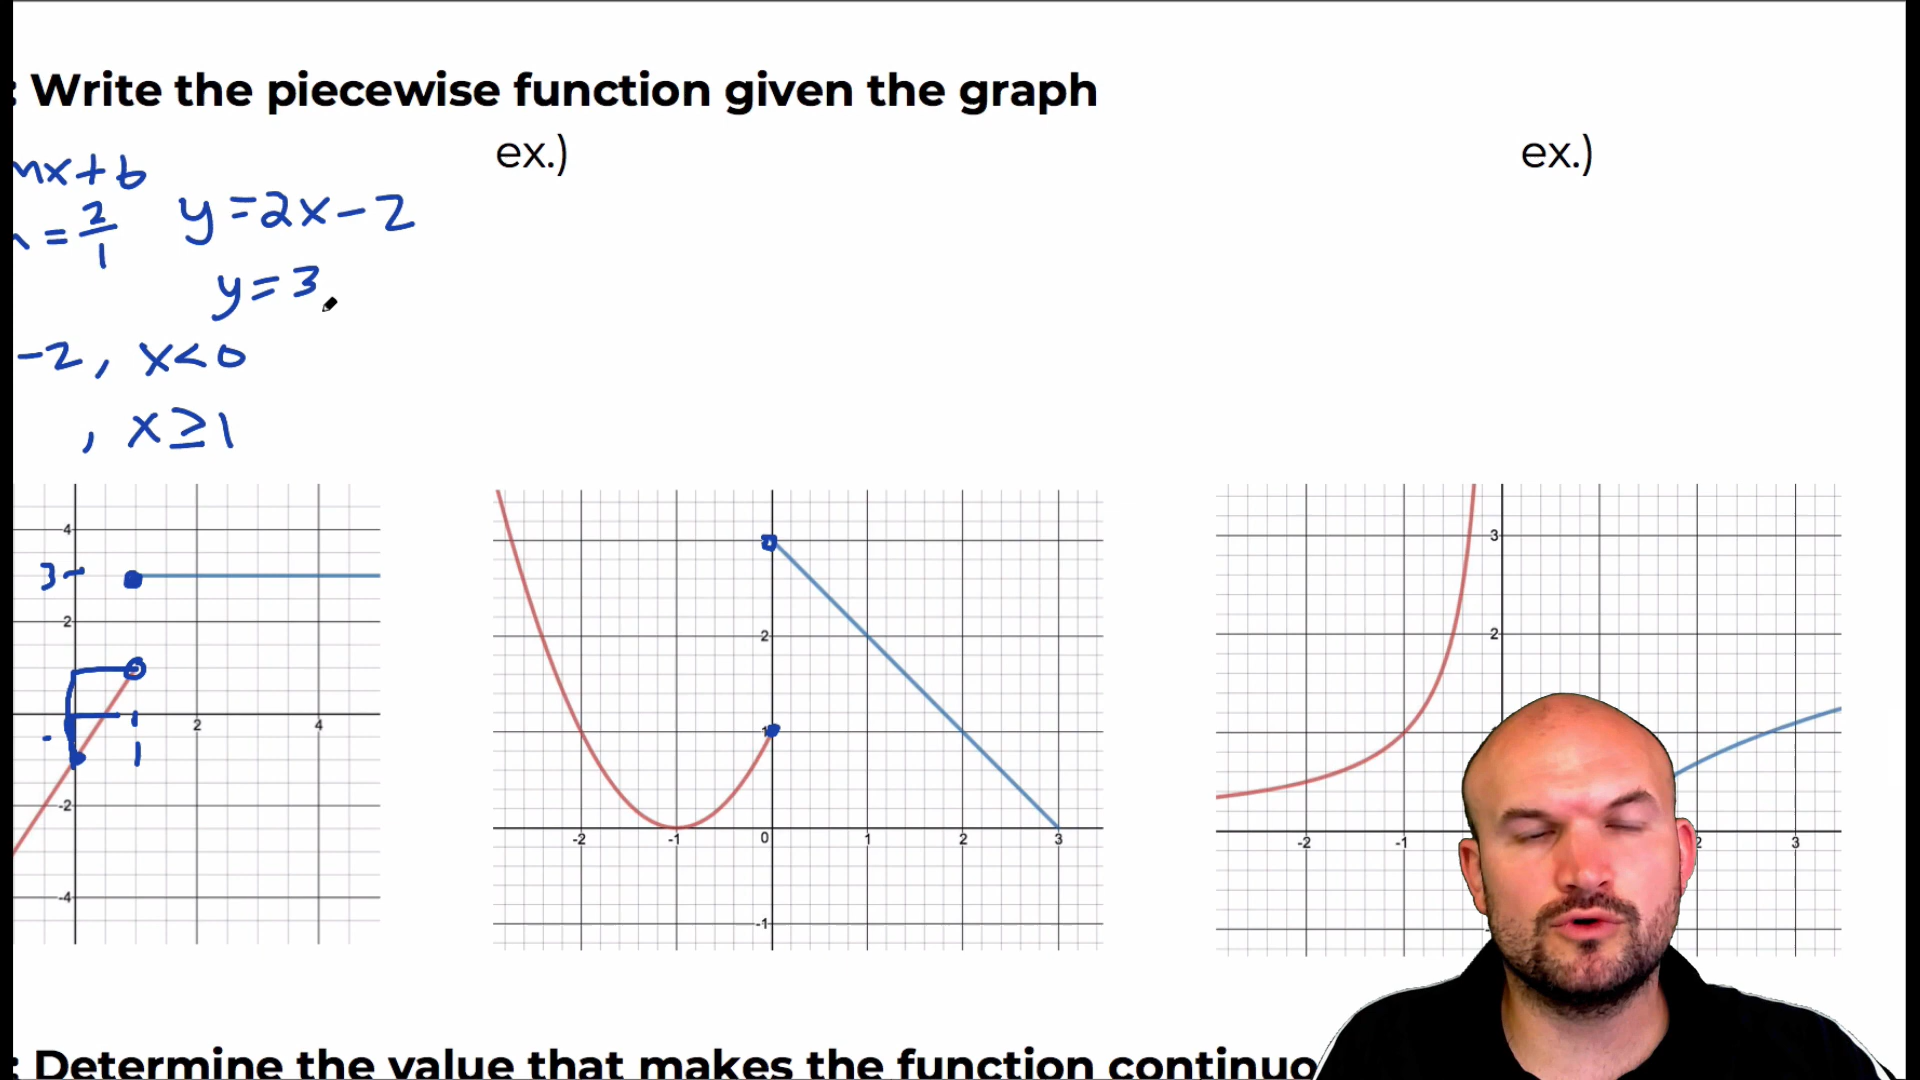 : Write the piecewise function given the graph
mx+b
ex.)
ex.)
y=2x-2
=2/1
y=3
-2, x<0
, x≥1
4
3
2
1
2
4
-2
-4
2
1
-2
-1
0
1
2
3
-1
3
2
-2
-1
2
3
: Determine the value that makes the function continuo